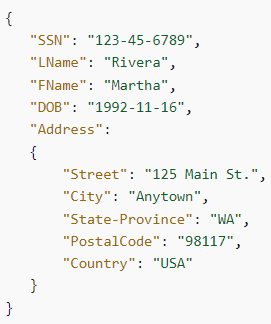 {
"SSN": "123-45-6789",
"LName": "Rivera",
"FName": "Martha",
"DOB": "1992-11-16",
"Address":
{
"Street": "125 Main St.",
"City": "Anytown",
"State-Province": "WA",
"PostalCode": "98117",
"Country": "USA"
}
}